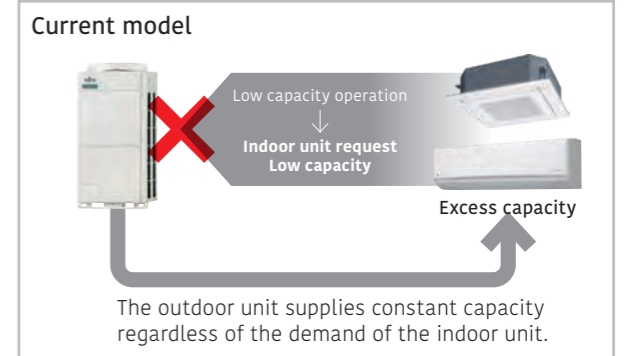 Current model
Low capacity operation
↓
Indoor unit request
Low capacity
Excess capacity
The outdoor unit supplies constant capacity
regardless of the demand of the indoor unit.